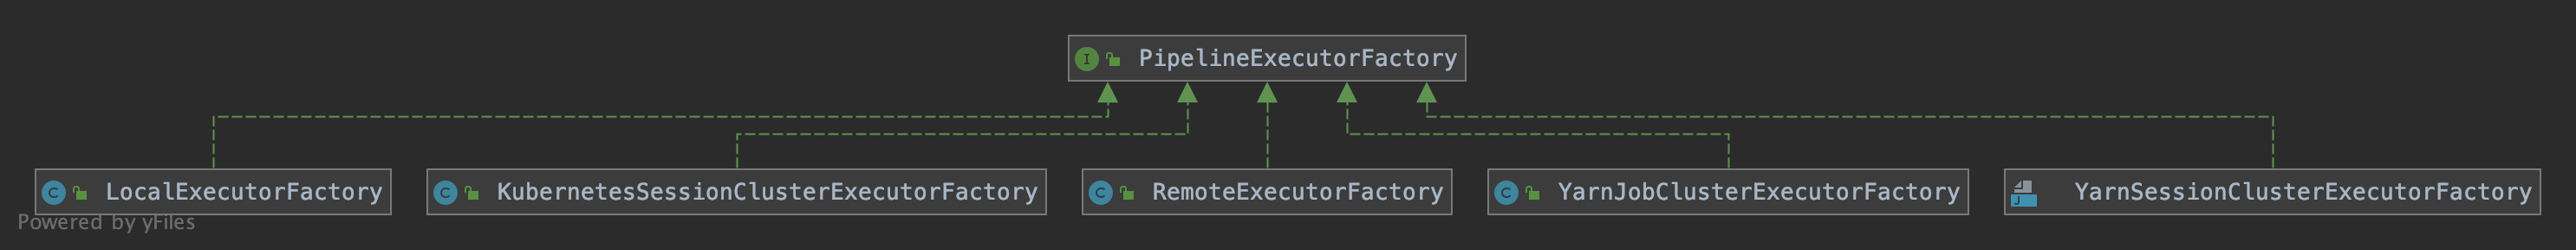 PipelineExecutorFactory
LocalExecutorFactory
KubernetesSessionClusterExecutorFactory
RemoteExecutorFactory
YarnJobClusterExecutorFactory
YarnSessionClusterExecutorFactory
Powered by yFiles